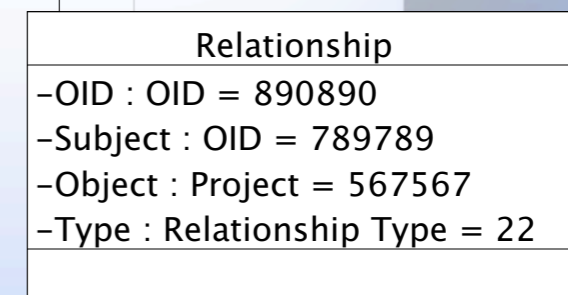 Relationship
-OID : OID = 890890
-Subject : OID = 789789
-Object : Project = 567567
-Type : Relationship Type = 22